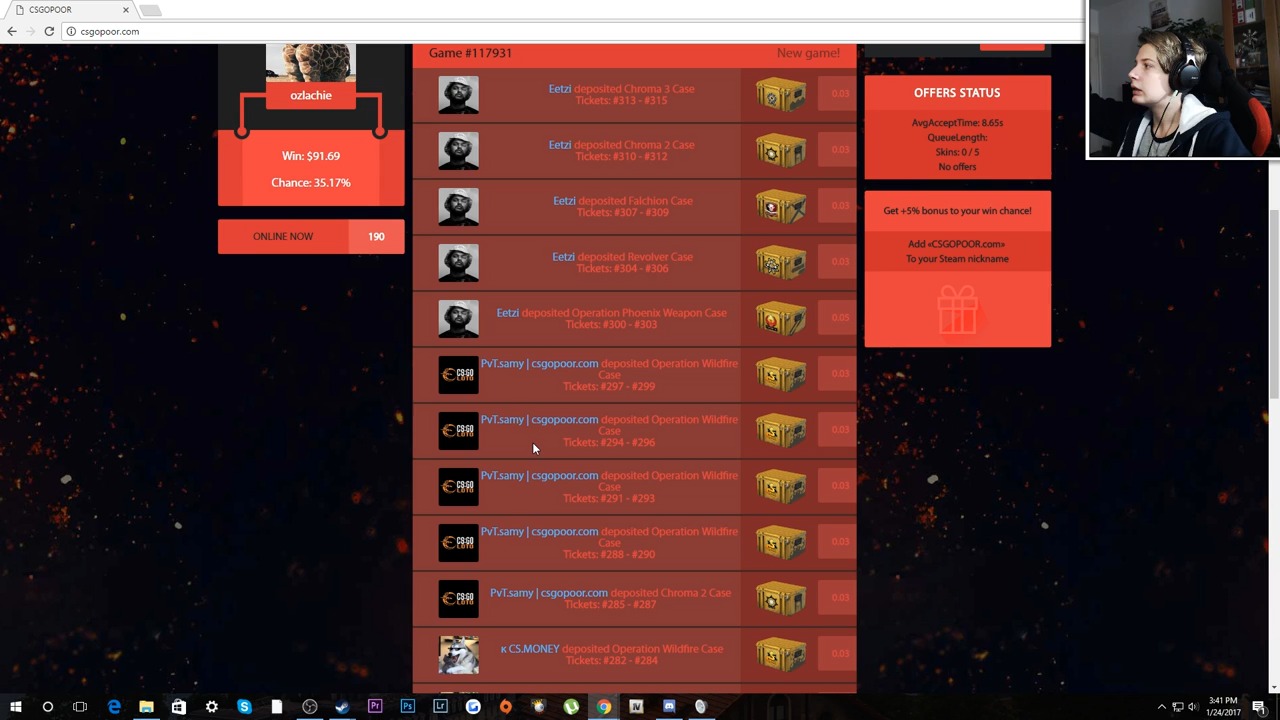 CSGOPOOR
csgopoor.com
ozlachie
Win: $91.69
Chance: 35.17%
ONLINE NOW 190
Game #117931 New game!
Eetzi deposited Chroma 3 Case
Tickets: #313 - #315
0.03
Eetzi deposited Chroma 2 Case
Tickets: #310 - #312
0.03
Eetzi deposited Falchion Case
Tickets: #307 - #309
0.03
Eetzi deposited Revolver Case
Tickets: #304 - #306
0.03
Eetzi deposited Operation Phoenix Weapon Case
Tickets: #300 - #303
0.05
PvT.samy | csgopoor.com deposited Operation Wildfire
Case
Tickets: #297 - #299
0.03
PvT.samy | csgopoor.com deposited Operation Wildfire
Case
Tickets: #294 - #296
0.03
PvT.samy | csgopoor.com deposited Operation Wildfire
Case
Tickets: #291 - #293
0.03
PvT.samy | csgopoor.com deposited Operation Wildfire
Case
Tickets: #288 - #290
0.03
PvT.samy | csgopoor.com deposited Chroma 2 Case
Tickets: #285 - #287
0.03
κ CS.MONEY deposited Operation Wildfire Case
Tickets: #282 - #284
0.03
OFFERS STATUS
AvgAcceptTime: 8.65s
QueueLength:
Skins: 0 / 5
No offers
Get +5% bonus to your win chance!
Add «CSGOPOOR.com»
To your Steam nickname
3:41 PM
1/24/2017